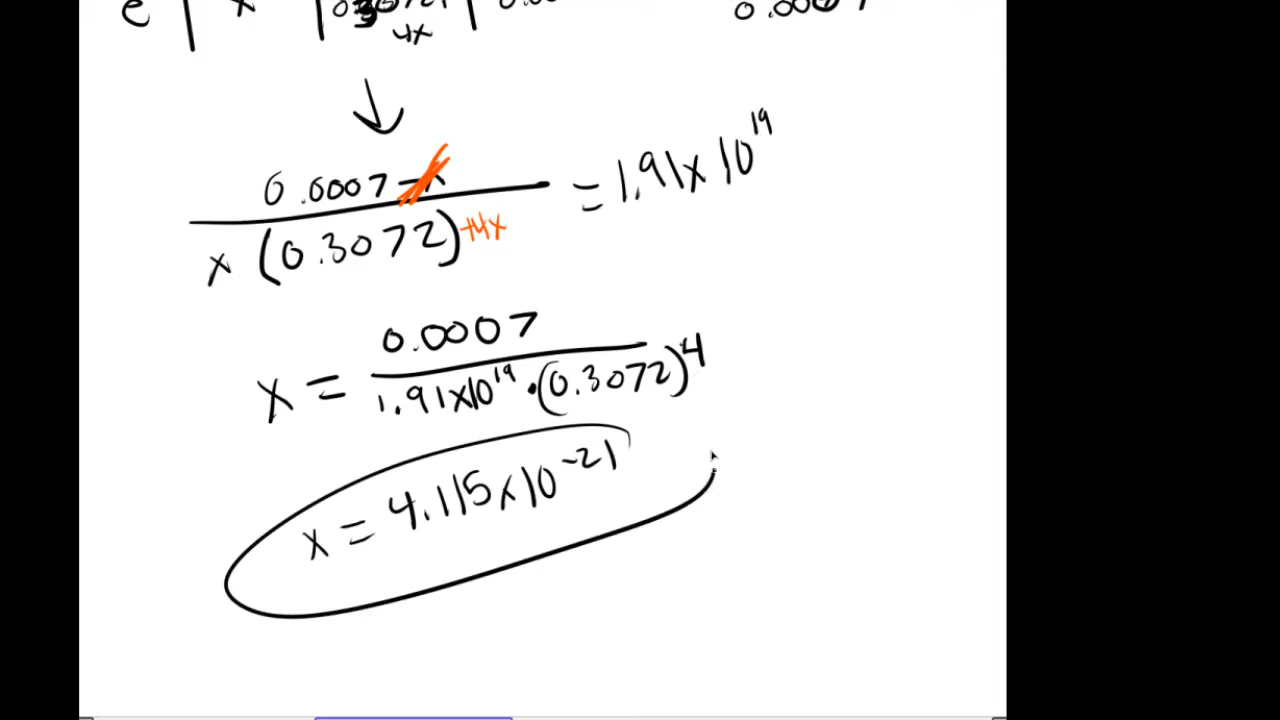 e x 4x
0.0007 - x
= 1.91x10^19
x (0.3072)^+4x
x = 0.0007
1.91x10^19 · (0.3072)^4
x = 4.115x10^-21